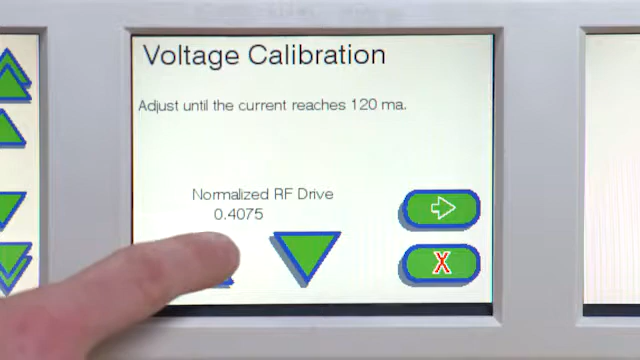 Voltage Calibration
Adjust until the current reaches 120 ma.
Normalized RF Drive
0.4075
X